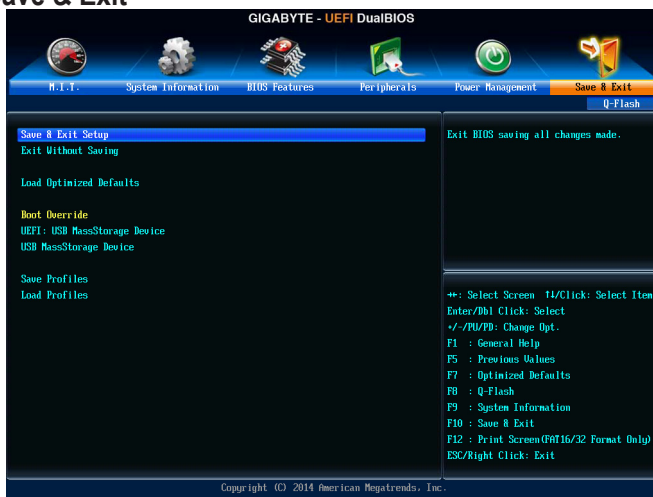 ave & Exit
GIGABYTE - UEFI DualBIOS
M.I.T. System Information BIOS Features Peripherals Power Management Save & Exit
Q-Flash
Save & Exit Setup
Exit Without Saving
Load Optimized Defaults
Boot Override
UEFI: USB MassStorage Device
USB MassStorage Device
Save Profiles
Load Profiles
Exit BIOS saving all changes made.
→←: Select Screen ↑↓/Click: Select Item
Enter/Dbl Click: Select
+/-/PU/PD: Change Opt.
F1 : General Help
F5 : Previous Values
F7 : Optimized Defaults
F8 : Q-Flash
F9 : System Information
F10 : Save & Exit
F12 : Print Screen(FAT16/32 Format Only)
ESC/Right Click: Exit
Copyright (C) 2014 American Megatrends, Inc.